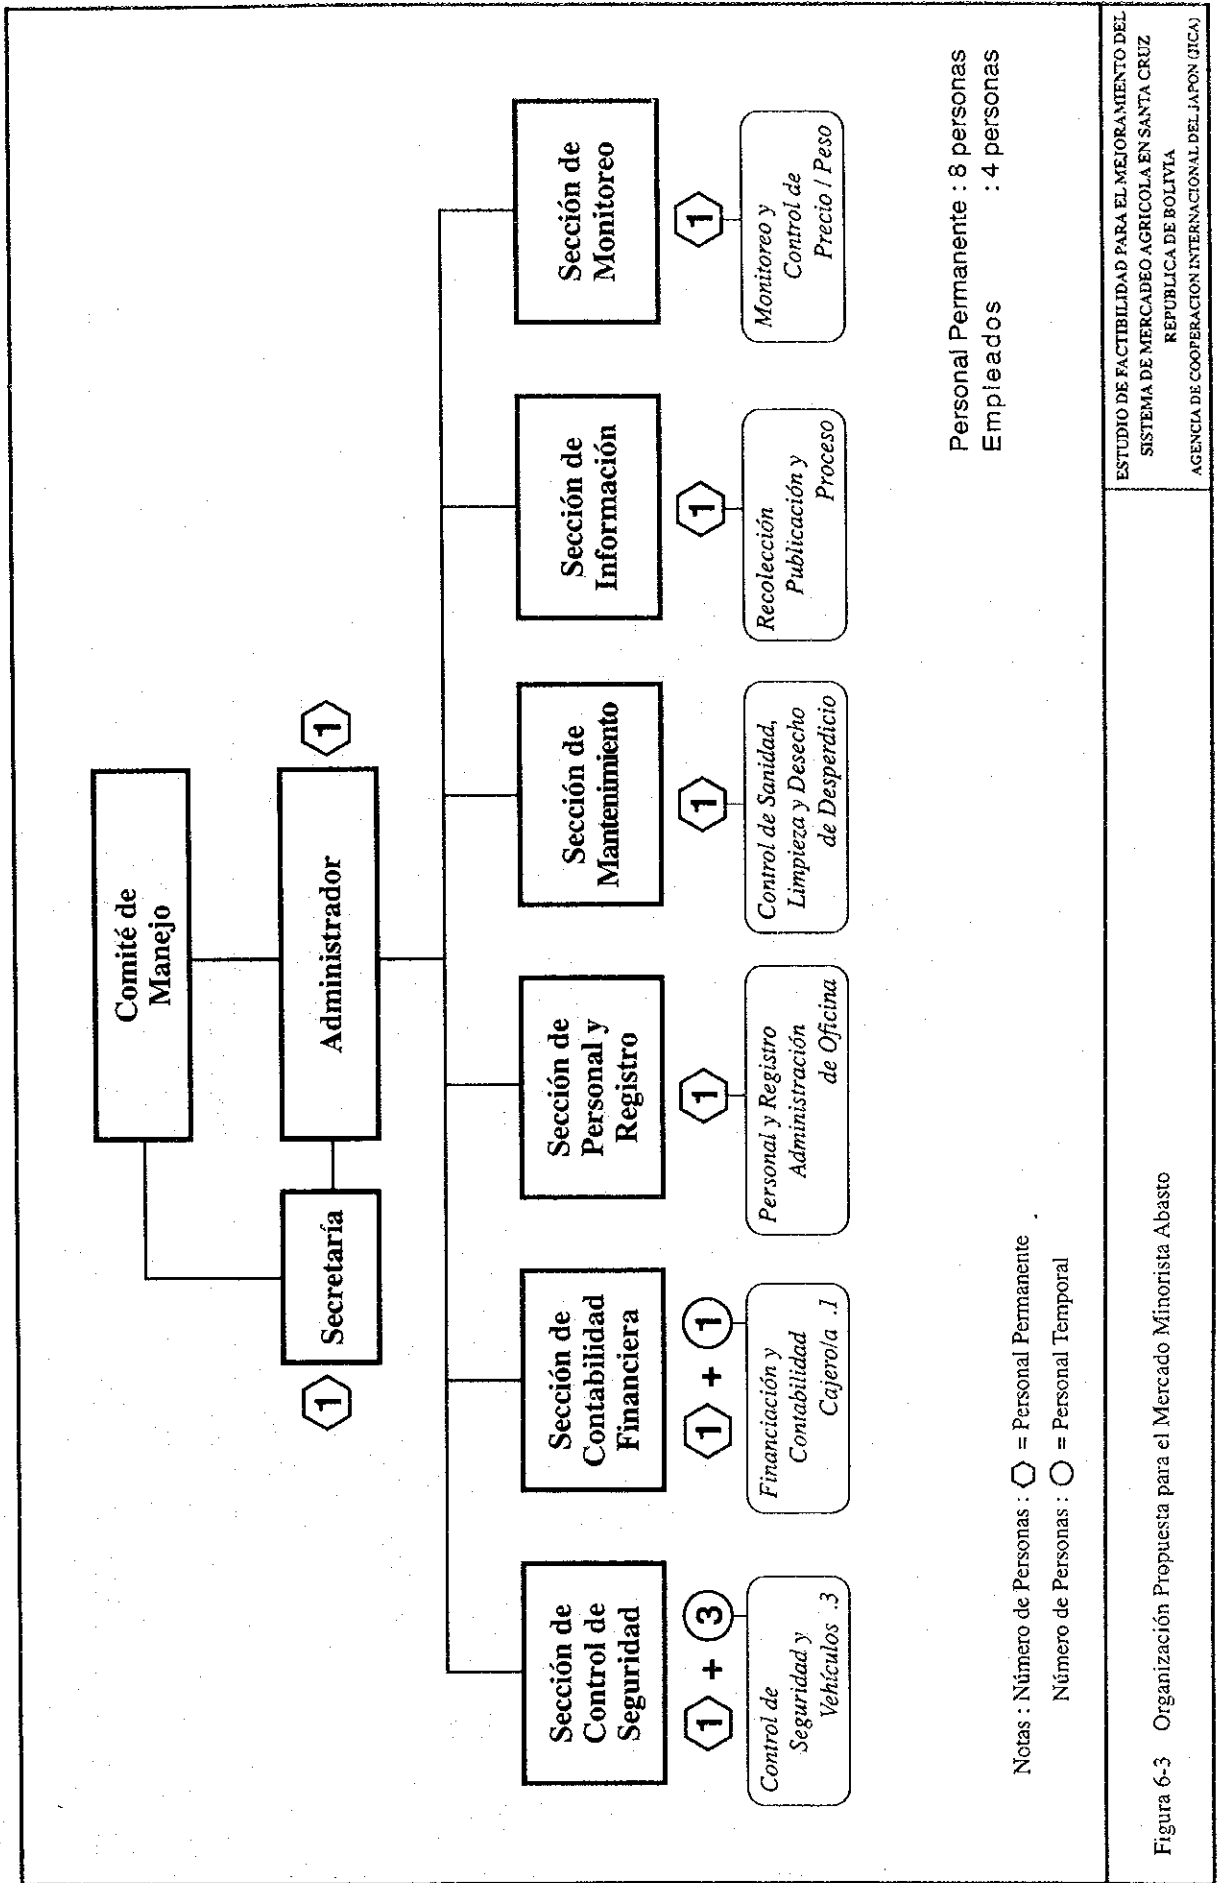 Comité de
Manejo
1
Secretaría
Administrador
1
Sección de
Control de
Seguridad
Sección de
Contabilidad
Financiera
Sección de
Personal y
Registro
Sección de
Mantenimiento
Sección de
Información
Sección de
Monitoreo
1 + 3
1 + 1
1
1
1
1
Control de
Seguridad y
Vehículos .3
Financiación y
Contabilidad
Cajero/a .1
Personal y Registro
Administración
de Oficina
Control de Sanidad,
Limpieza y Desecho
de Desperdicio
Recolección
Publicación y
Proceso
Monitoreo y
Control de
Precio / Peso
Personal Permanente : 8 personas
Empleados : 4 personas
Notas : Número de Personas : ⬡ = Personal Permanente
Número de Personas : ○ = Personal Temporal
Figura 6-3 Organización Propuesta para el Mercado Minorista Abasto
ESTUDIO DE FACTIBILIDAD PARA EL MEJORAMIENTO DEL
SISTEMA DE MERCADEO AGRICOLA EN SANTA CRUZ
REPUBLICA DE BOLIVIA
AGENCIA DE COOPERACION INTERNACIONAL DEL JAPON (JICA)